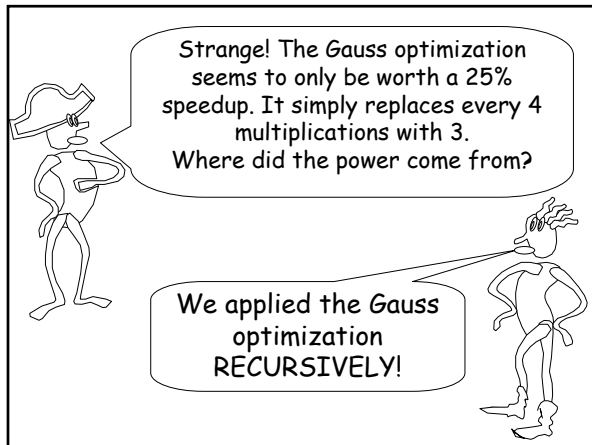 Strange! The Gauss optimization
seems to only be worth a 25%
speedup. It simply replaces every 4
multiplications with 3.
Where did the power come from?
We applied the Gauss
optimization
RECURSIVELY!